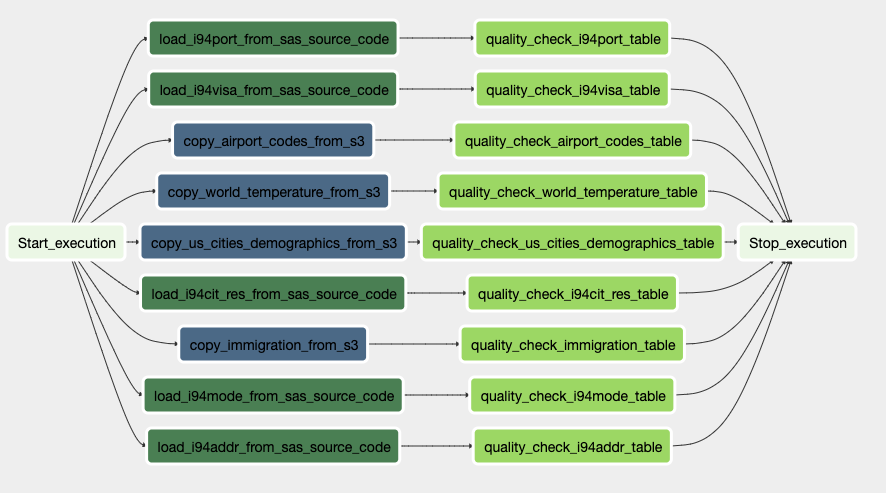 load_i94port_from_sas_source_code
quality_check_i94port_table
load_i94visa_from_sas_source_code
quality_check_i94visa_table
copy_airport_codes_from_s3
quality_check_airport_codes_table
copy_world_temperature_from_s3
quality_check_world_temperature_table
Start_execution
copy_us_cities_demographics_from_s3
quality_check_us_cities_demographics_table
Stop_execution
load_i94cit_res_from_sas_source_code
quality_check_i94cit_res_table
copy_immigration_from_s3
quality_check_immigration_table
load_i94mode_from_sas_source_code
quality_check_i94mode_table
load_i94addr_from_sas_source_code
quality_check_i94addr_table